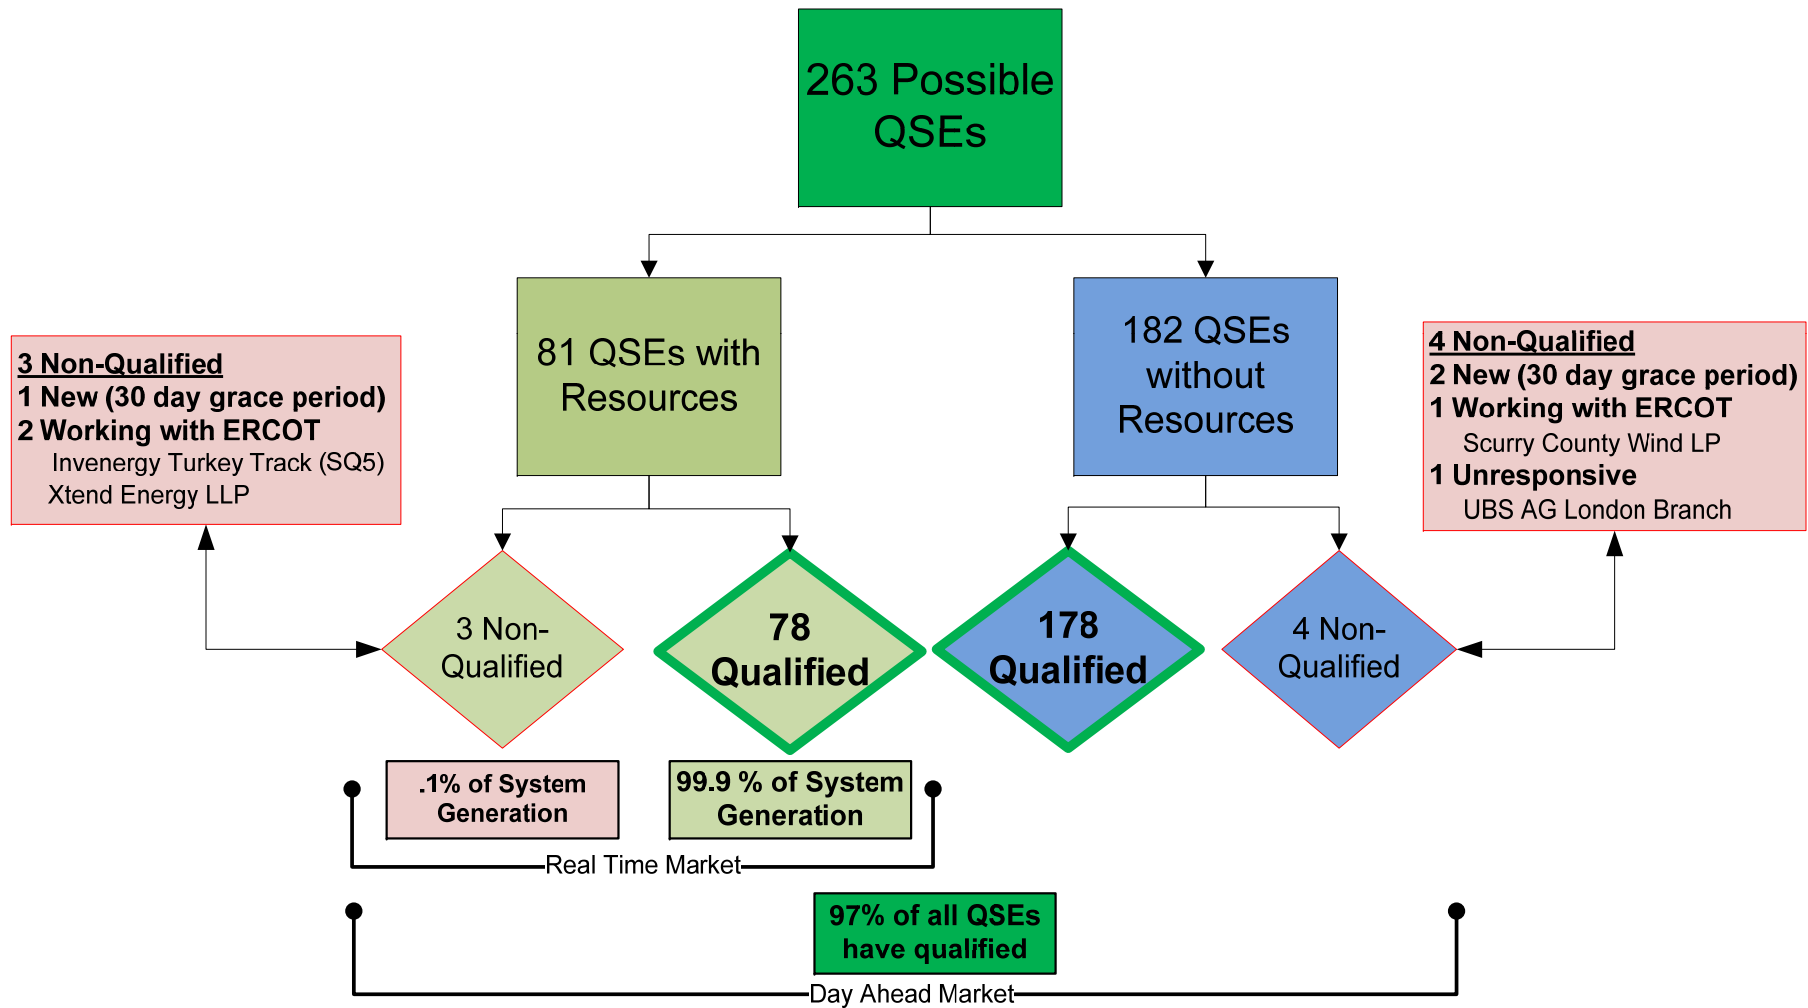 263 Possible
QSEs
81 QSEs with
Resources
182 QSEs
without
Resources
3 Non-Qualified
1 New (30 day grace period)
2 Working with ERCOT
Invenergy Turkey Track (SQ5)
Xtend Energy LLP
4 Non-Qualified
2 New (30 day grace period)
1 Working with ERCOT
Scurry County Wind LP
1 Unresponsive
UBS AG London Branch
3 Non-
Qualified
78
Qualified
178
Qualified
4 Non-
Qualified
.1% of System
Generation
99.9 % of System
Generation
Real Time Market
97% of all QSEs
have qualified
Day Ahead Market